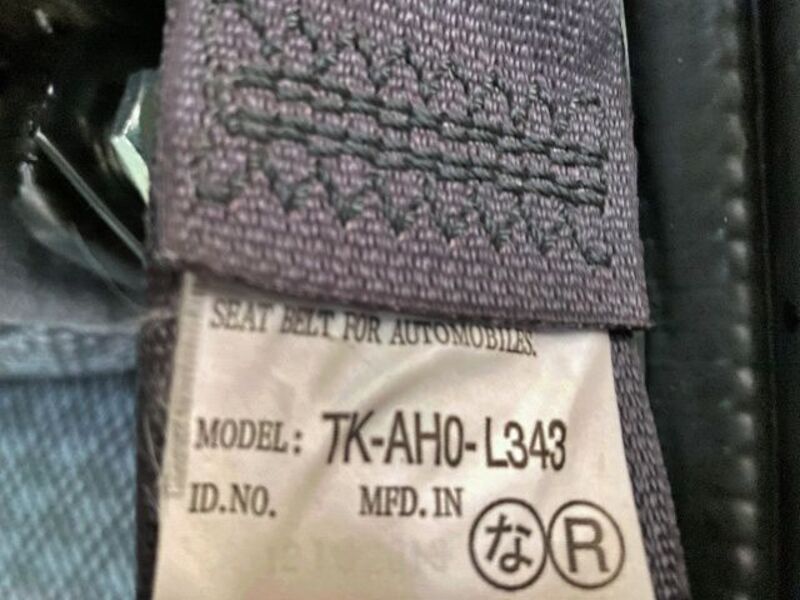 SEAT BELT FOR AUTOMOBILES.
MODEL: TK-AH0-L343
ID.NO. MFD. IN
な R